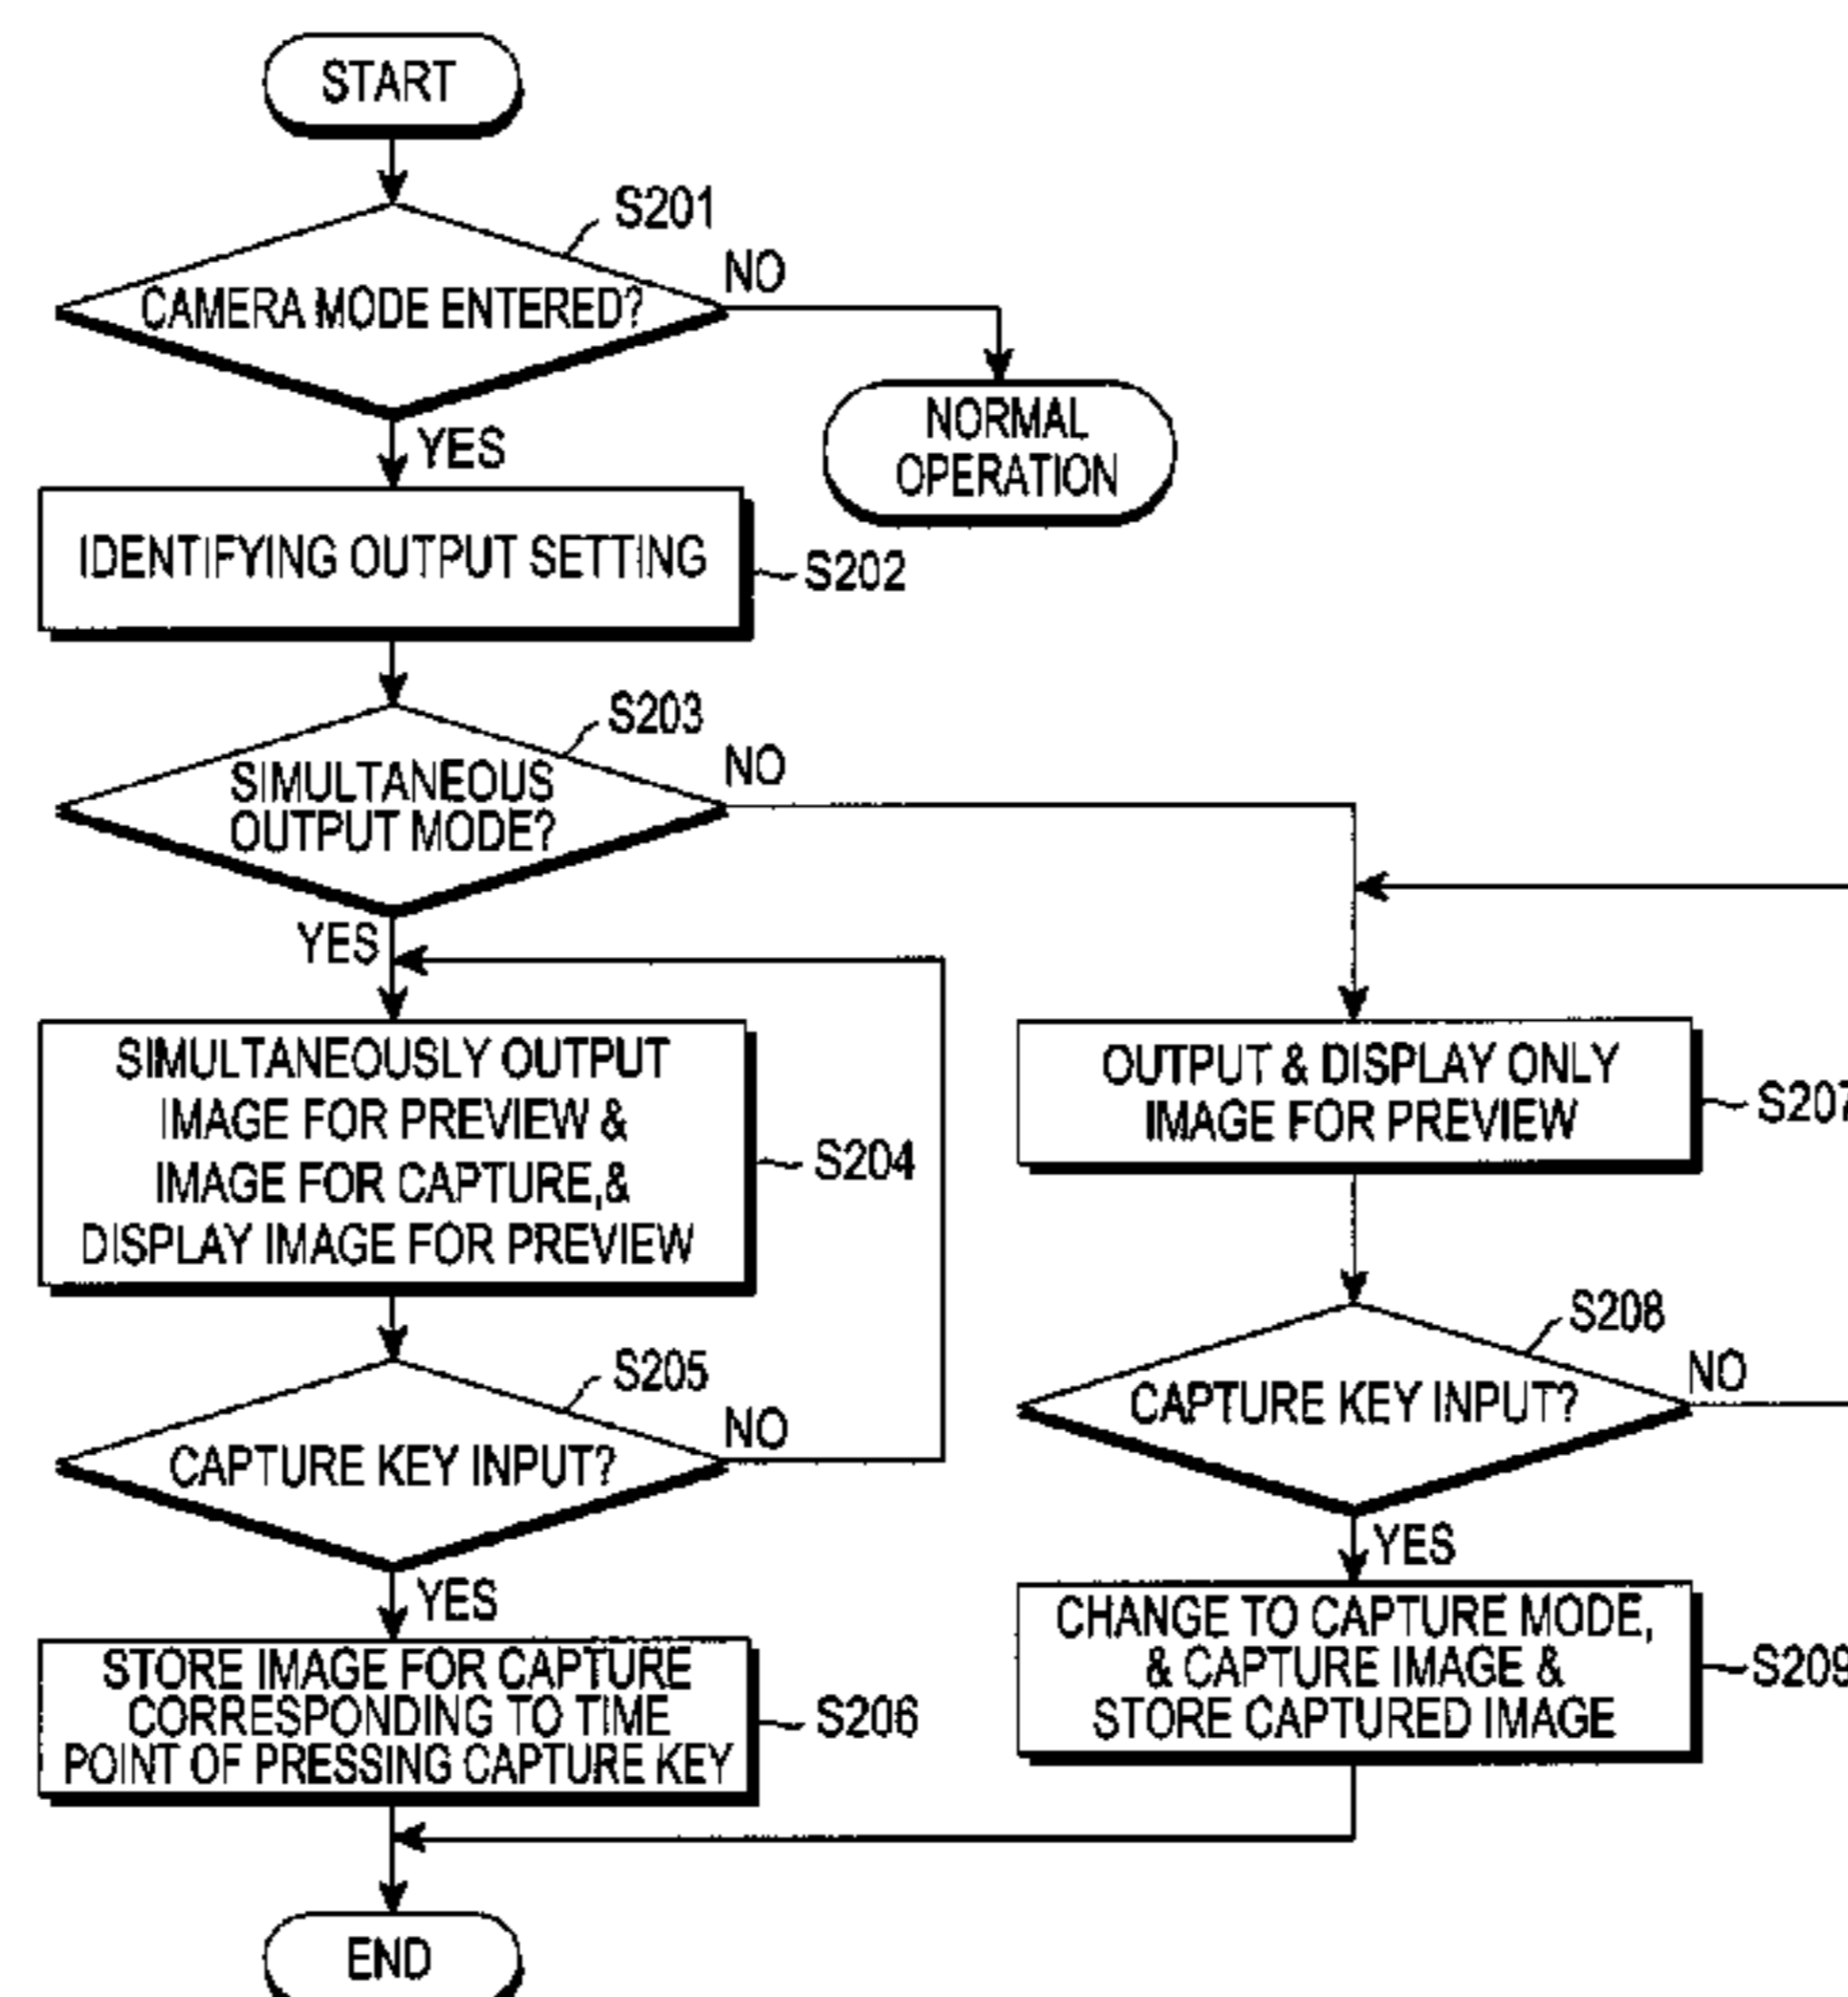 START
S201
CAMERA MODE ENTERED?
NO
YES
NORMAL
OPERATION
IDENTIFYING OUTPUT SETTING
S202
S203
SIMULTANEOUS
OUTPUT MODE?
NO
YES
SIMULTANEOUSLY OUTPUT
IMAGE FOR PREVIEW &
IMAGE FOR CAPTURE,&
DISPLAY IMAGE FOR PREVIEW
S204
S205
CAPTURE KEY INPUT?
NO
YES
STORE IMAGE FOR CAPTURE
CORRESPONDING TO TIME
POINT OF PRESSING CAPTURE KEY
S206
OUTPUT & DISPLAY ONLY
IMAGE FOR PREVIEW
S207
S208
CAPTURE KEY INPUT?
NO
YES
CHANGE TO CAPTURE MODE,
& CAPTURE IMAGE &
STORE CAPTURED IMAGE
S209
END